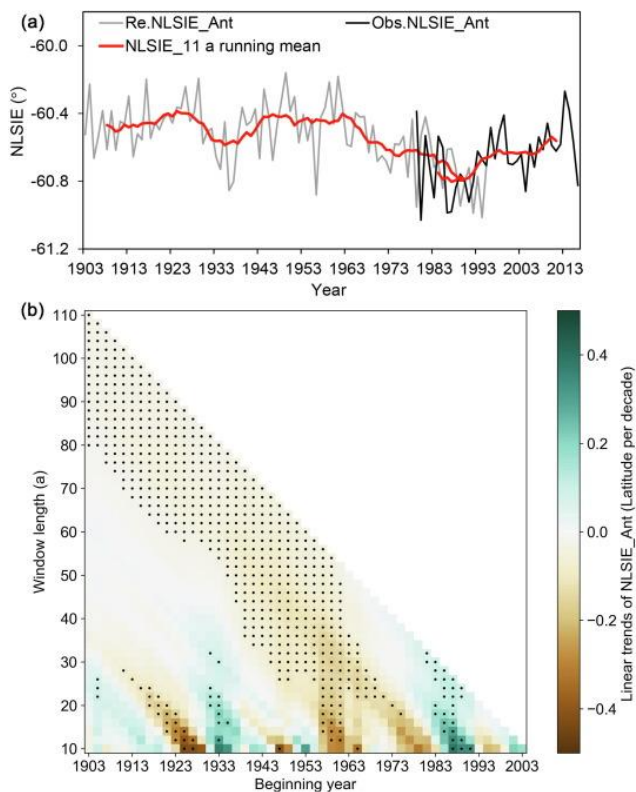 (a)
Re.NLSIE_Ant
Obs.NLSIE_Ant
NLSIE_11 a running mean
-60.0
-60.4
-60.8
-61.2
NLSIE (°)
1903 1913 1923 1933 1943 1953 1963 1973 1983 1993 2003 2013
Year
(b)
110
100
90
80
70
60
50
40
30
20
10
Window length (a)
1903 1913 1923 1933 1943 1953 1963 1973 1983 1993 2003
Beginning year
0.4
0.2
0.0
−0.2
−0.4
Linear trends of NLSIE_Ant (Latitude per decade)